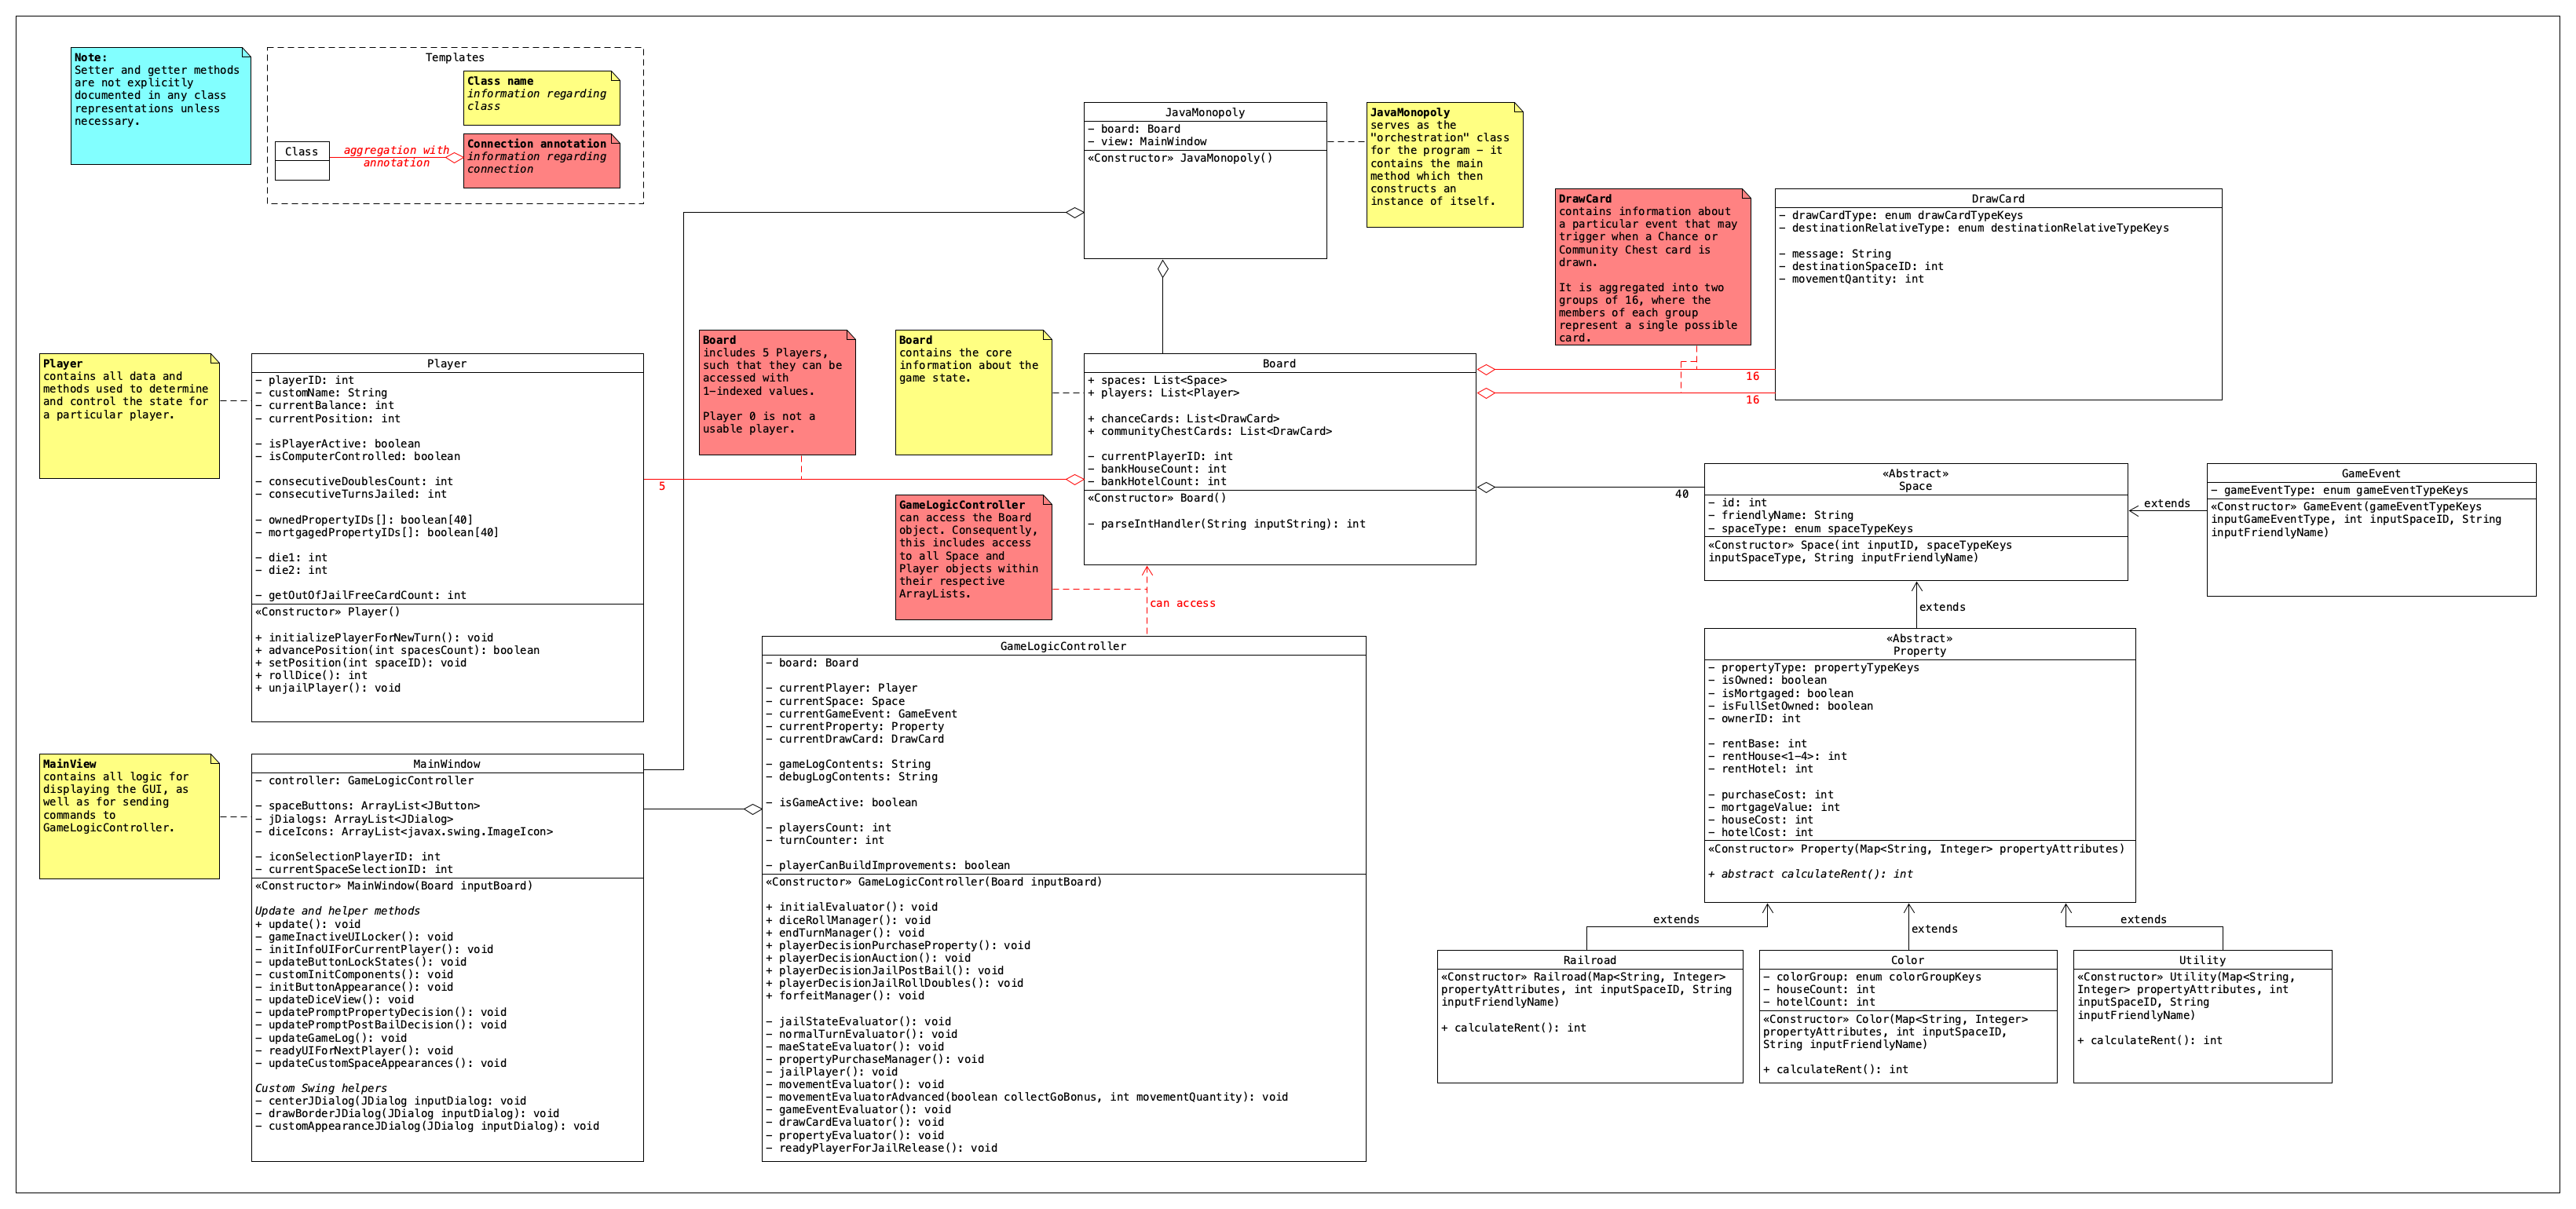 Note:
Setter and getter methods
are not explicitly
documented in any class
representations unless
necessary.
Templates
Class name
information regarding
class
Class
aggregation with
annotation
Connection annotation
information regarding
connection
JavaMonopoly
– board: Board
– view: MainWindow
«Constructor» JavaMonopoly()
JavaMonopoly
serves as the
"orchestration" class
for the program – it
contains the main
method which then
constructs an
instance of itself.
DrawCard
contains information about
a particular event that may
trigger when a Chance or
Community Chest card is
drawn.
It is aggregated into two
groups of 16, where the
members of each group
represent a single possible
card.
DrawCard
– drawCardType: enum drawCardTypeKeys
– destinationRelativeType: enum destinationRelativeTypeKeys
– message: String
– destinationSpaceID: int
– movementQantity: int
16
16
Player
contains all data and
methods used to determine
and control the state for
a particular player.
Player
– playerID: int
– customName: String
– currentBalance: int
– currentPosition: int
– isPlayerActive: boolean
– isComputerControlled: boolean
– consecutiveDoublesCount: int
– consecutiveTurnsJailed: int
– ownedPropertyIDs[]: boolean[40]
– mortgagedPropertyIDs[]: boolean[40]
– die1: int
– die2: int
– getOutOfJailFreeCardCount: int
«Constructor» Player()
+ initializePlayerForNewTurn(): void
+ advancePosition(int spacesCount): boolean
+ setPosition(int spaceID): void
+ rollDice(): int
+ unjailPlayer(): void
Board
includes 5 Players,
such that they can be
accessed with
1–indexed values.
Player 0 is not a
usable player.
5
Board
contains the core
information about the
game state.
Board
+ spaces: List<Space>
+ players: List<Player>
+ chanceCards: List<DrawCard>
+ communityChestCards: List<DrawCard>
– currentPlayerID: int
– bankHouseCount: int
– bankHotelCount: int
«Constructor» Board()
– parseIntHandler(String inputString): int
GameLogicController
can access the Board
object. Consequently,
this includes access
to all Space and
Player objects within
their respective
ArrayLists.
can access
40
«Abstract»
Space
– id: int
– friendlyName: String
– spaceType: enum spaceTypeKeys
«Constructor» Space(int inputID, spaceTypeKeys
inputSpaceType, String inputFriendlyName)
extends
GameEvent
– gameEventType: enum gameEventTypeKeys
«Constructor» GameEvent(gameEventTypeKeys
inputGameEventType, int inputSpaceID, String
inputFriendlyName)
extends
«Abstract»
Property
– propertyType: propertyTypeKeys
– isOwned: boolean
– isMortgaged: boolean
– isFullSetOwned: boolean
– ownerID: int
– rentBase: int
– rentHouse<1–4>: int
– rentHotel: int
– purchaseCost: int
– mortgageValue: int
– houseCost: int
– hotelCost: int
«Constructor» Property(Map<String, Integer> propertyAttributes)
+ abstract calculateRent(): int
MainView
contains all logic for
displaying the GUI, as
well as for sending
commands to
GameLogicController.
MainWindow
– controller: GameLogicController
– spaceButtons: ArrayList<JButton>
– jDialogs: ArrayList<JDialog>
– diceIcons: ArrayList<javax.swing.ImageIcon>
– iconSelectionPlayerID: int
– currentSpaceSelectionID: int
«Constructor» MainWindow(Board inputBoard)
Update and helper methods
+ update(): void
– gameInactiveUILocker(): void
– initInfoUIForCurrentPlayer(): void
– updateButtonLockStates(): void
– customInitComponents(): void
– initButtonAppearance(): void
– updateDiceView(): void
– updatePromptPropertyDecision(): void
– updatePromptPostBailDecision(): void
– updateGameLog(): void
– readyUIForNextPlayer(): void
– updateCustomSpaceAppearances(): void
Custom Swing helpers
– centerJDialog(JDialog inputDialog: void
– drawBorderJDialog(JDialog inputDialog): void
– customAppearanceJDialog(JDialog inputDialog): void
GameLogicController
– board: Board
– currentPlayer: Player
– currentSpace: Space
– currentGameEvent: GameEvent
– currentProperty: Property
– currentDrawCard: DrawCard
– gameLogContents: String
– debugLogContents: String
– isGameActive: boolean
– playersCount: int
– turnCounter: int
– playerCanBuildImprovements: boolean
«Constructor» GameLogicController(Board inputBoard)
+ initialEvaluator(): void
+ diceRollManager(): void
+ endTurnManager(): void
+ playerDecisionPurchaseProperty(): void
+ playerDecisionAuction(): void
+ playerDecisionJailPostBail(): void
+ playerDecisionJailRollDoubles(): void
+ forfeitManager(): void
– jailStateEvaluator(): void
– normalTurnEvaluator(): void
– maeStateEvaluator(): void
– propertyPurchaseManager(): void
– jailPlayer(): void
– movementEvaluator(): void
– movementEvaluatorAdvanced(boolean collectGoBonus, int movementQuantity): void
– gameEventEvaluator(): void
– drawCardEvaluator(): void
– propertyEvaluator(): void
– readyPlayerForJailRelease(): void
extends
extends
extends
Railroad
«Constructor» Railroad(Map<String, Integer>
propertyAttributes, int inputSpaceID, String
inputFriendlyName)
+ calculateRent(): int
Color
– colorGroup: enum colorGroupKeys
– houseCount: int
– hotelCount: int
«Constructor» Color(Map<String, Integer>
propertyAttributes, int inputSpaceID,
String inputFriendlyName)
+ calculateRent(): int
Utility
«Constructor» Utility(Map<String,
Integer> propertyAttributes, int
inputSpaceID, String
inputFriendlyName)
+ calculateRent(): int